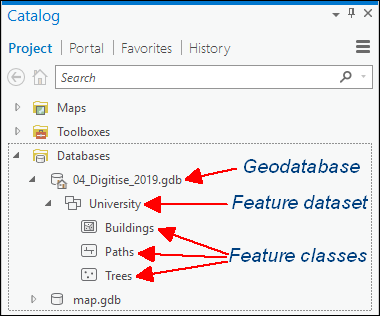 Catalog
Project Portal Favorites History
Search
Maps
Toolboxes
Databases
04_Digitise_2019.gdb Geodatabase
University Feature dataset
Buildings
Paths Feature classes
Trees
map.gdb